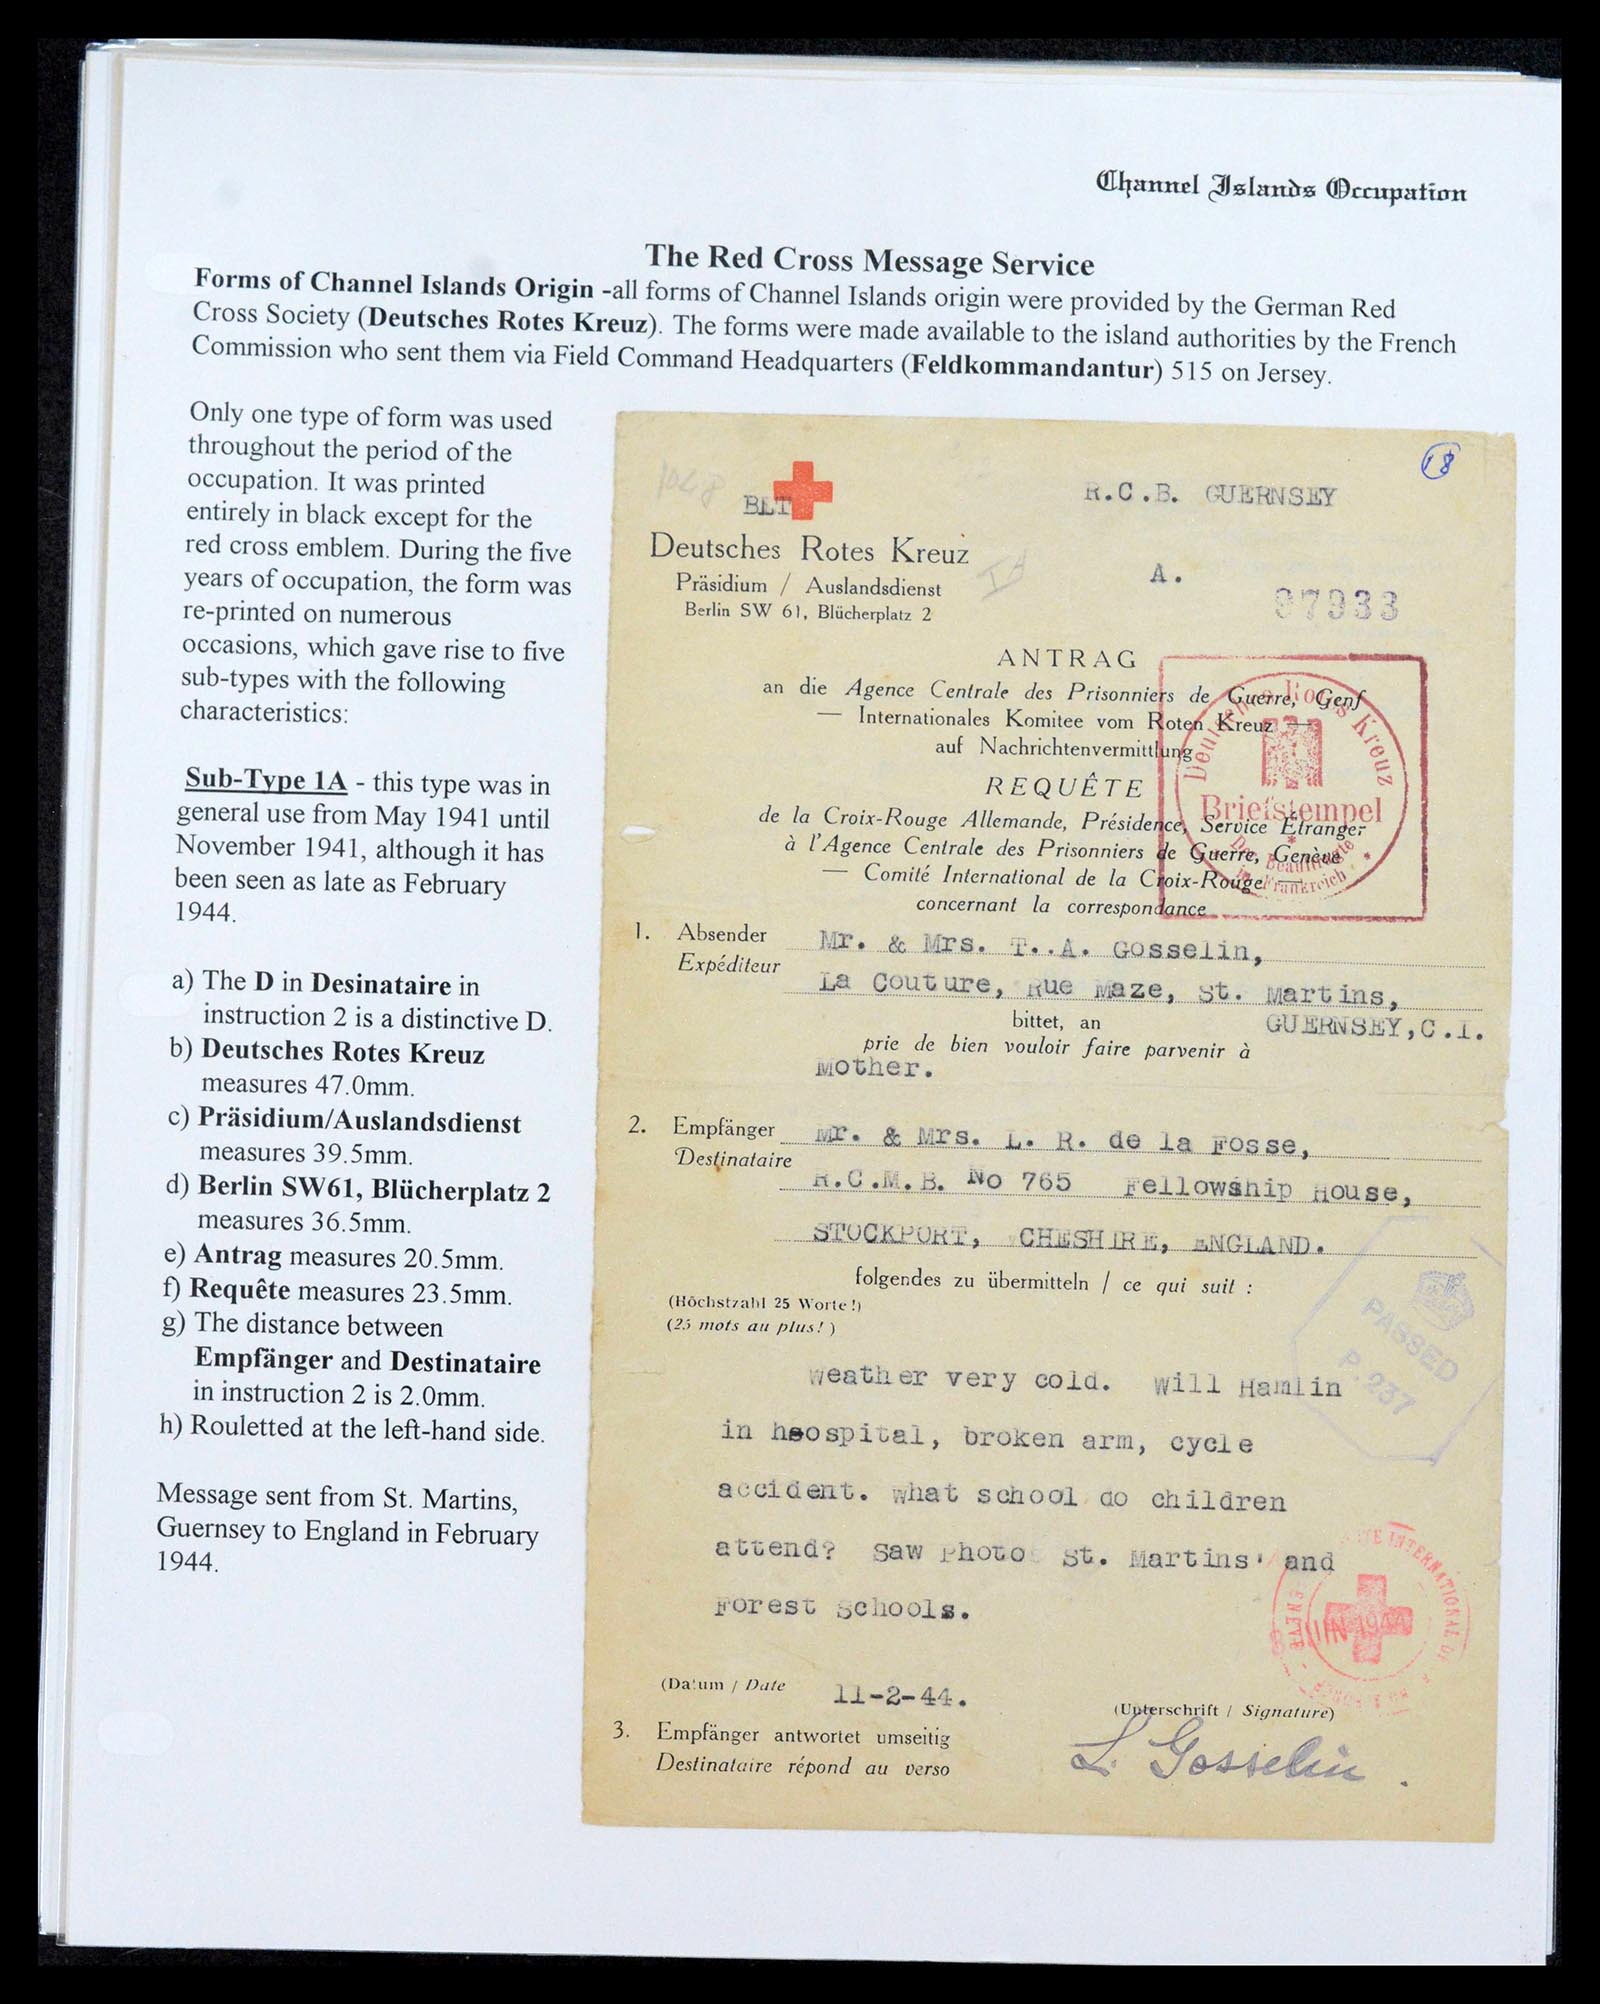 Channel Islands Occupation
The Red Cross Message Service
Forms of Channel Islands Origin -all forms of Channel Islands origin were provided by the German Red
Cross Society (Deutsches Rotes Kreuz). The forms were made available to the island authorities by the French
Commission who sent them via Field Command Headquarters (Feldkommandantur) 515 on Jersey.
Only one type of form was used
throughout the period of the
occupation. It was printed
entirely in black except for the
red cross emblem. During the five
years of occupation, the form was
re-printed on numerous
occasions, which gave rise to five
sub-types with the following
characteristics:
Sub-Type 1A - this type was in
general use from May 1941 until
November 1941, although it has
been seen as late as February
1944.
a) The D in Desinataire in
instruction 2 is a distinctive D.
b) Deutsches Rotes Kreuz
measures 47.0mm.
c) Präsidium/Auslandsdienst
measures 39.5mm.
d) Berlin SW61, Blücherplatz 2
measures 36.5mm.
e) Antrag measures 20.5mm.
f) Requête measures 23.5mm.
g) The distance between
Empfänger and Destinataire
in instruction 2 is 2.0mm.
h) Rouletted at the left-hand side.
Message sent from St. Martins,
Guernsey to England in February
1944.
18
1048
BLT
R.C.B. GUERNSEY
Deutsches Rotes Kreuz
Präsidium / Auslandsdienst
Berlin SW 61, Blücherplatz 2
A.
97933
ANTRAG
an die Agence Centrale des Prisonniers de Guerre, Genf
— Internationales Komitee vom Roten Kreuz —
auf Nachrichtenvermittlung
REQUÊTE
de la Croix-Rouge Allemande, Présidence, Service Étranger
à l'Agence Centrale des Prisonniers de Guerre, Genève
— Comité International de la Croix-Rouge —
concernant la correspondance
Deutsches Rotes Kreuz
Briefstempel
Der Beauftragte
in Frankreich
1. Absender Mr. & Mrs. T..A. Gosselin,
Expéditeur La Couture, Rue Maze, St. Martins,
bittet, an GUERNSEY,C.I.
prie de bien vouloir faire parvenir à
Mother.
2. Empfänger Mr. & Mrs. L. R. de la Fosse,
Destinataire R.C.M.B. No 765 Fellowship House,
STOCKPORT, CHESHIRE, ENGLAND.
folgendes zu übermitteln / ce qui suit :
(Höchstzahl 25 Worte!)
(25 mots au plus!)
PASSED
P.237
Weather very cold. Will Hamlin
in hospital, broken arm, cycle
accident. What school do children
attend? Saw Photo St. Martins' and
Forest Schools.
INTERNATIONAL DE
JUIN 1944
(Datum / Date 11-2-44.
(Unterschrift / Signature)
3. Empfänger antwortet umseitig
Destinataire répond au verso
L. Gosselin.